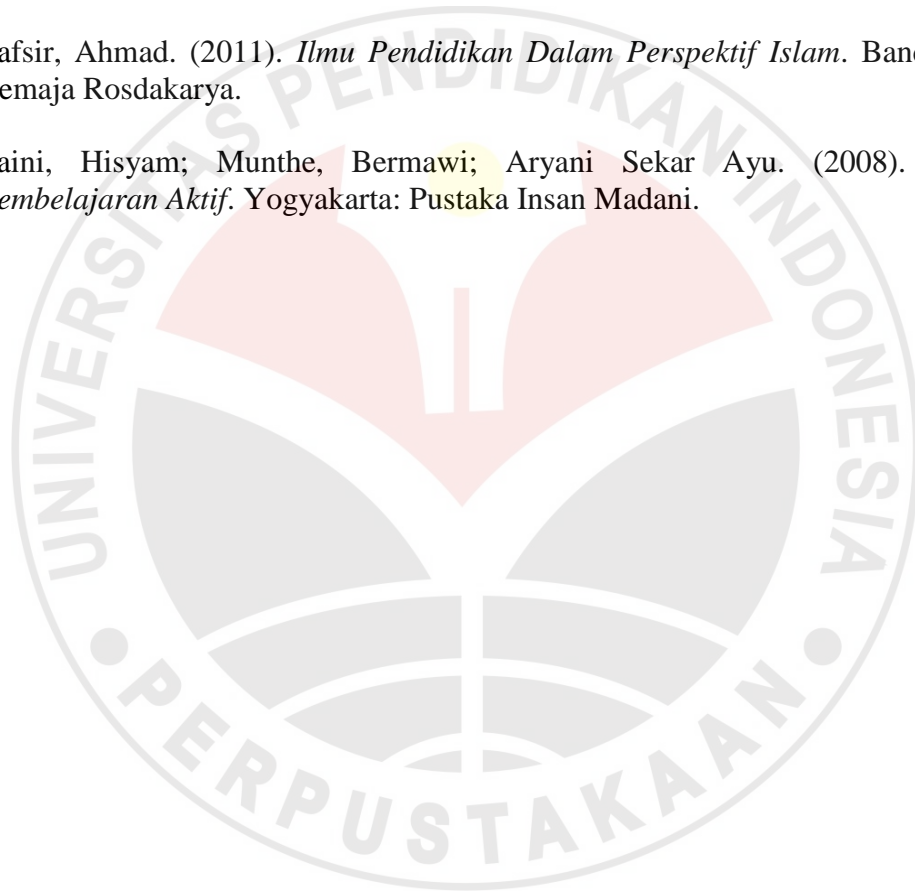 afsir, Ahmad. (2011). Ilmu Pendidikan Dalam Perspektif Islam. Band
emaja Rosdakarya.
aini, Hisyam; Munthe, Bermawi; Aryani Sekar Ayu. (2008).
embelajaran Aktif. Yogyakarta: Pustaka Insan Madani.
UNIVERSITAS PENDIDIKAN INDONESIA
PERPUSTAKAAN